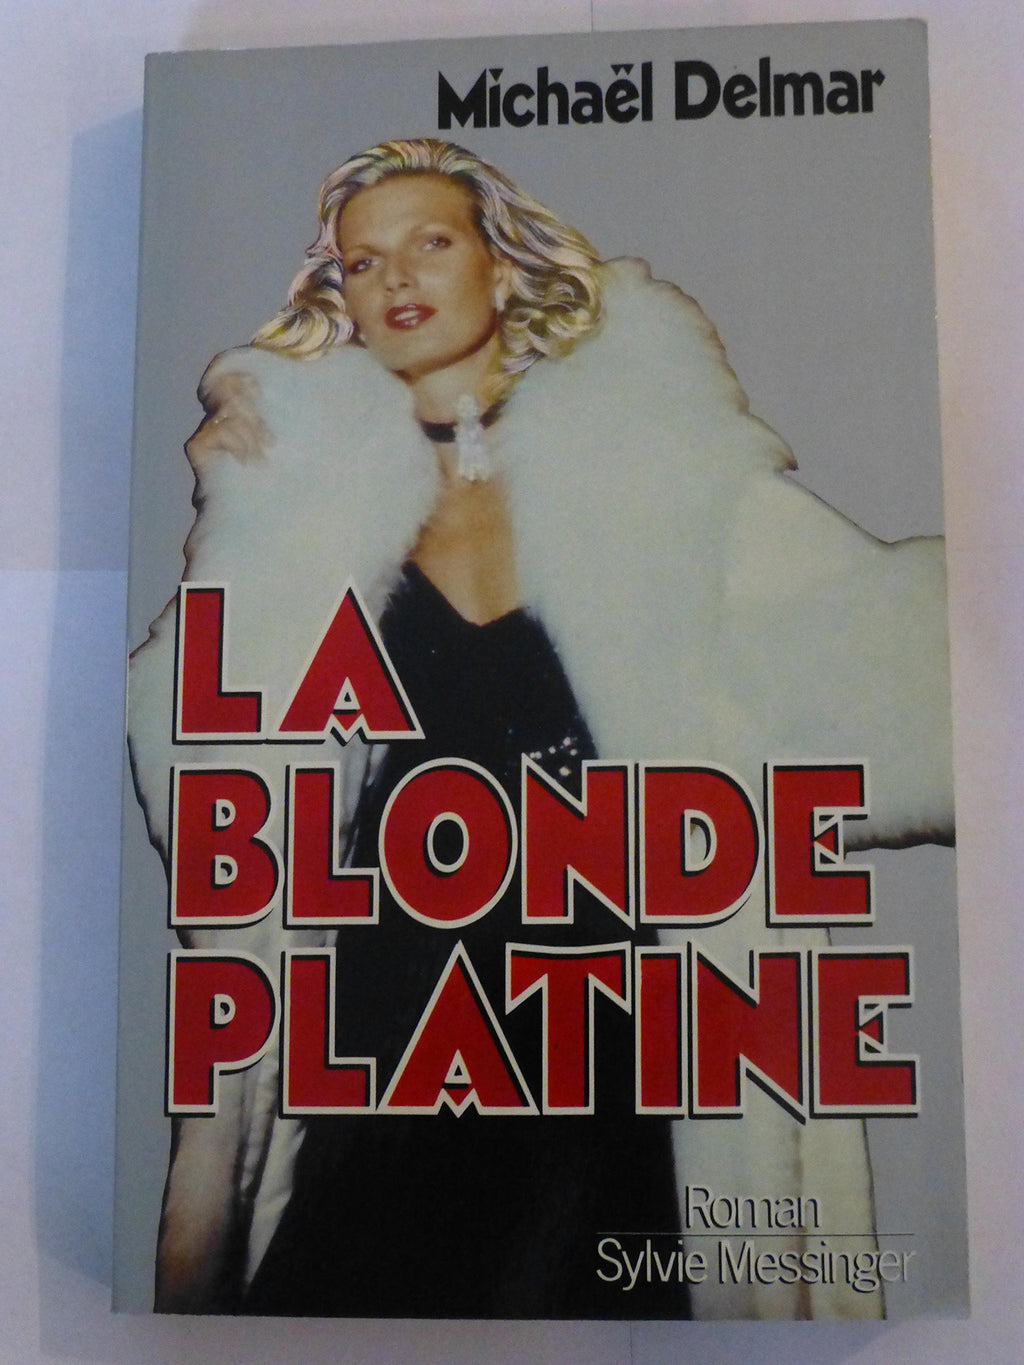 Michaël Delmar
LA
BLONDE
PLATINE
Roman
Sylvie Messinger